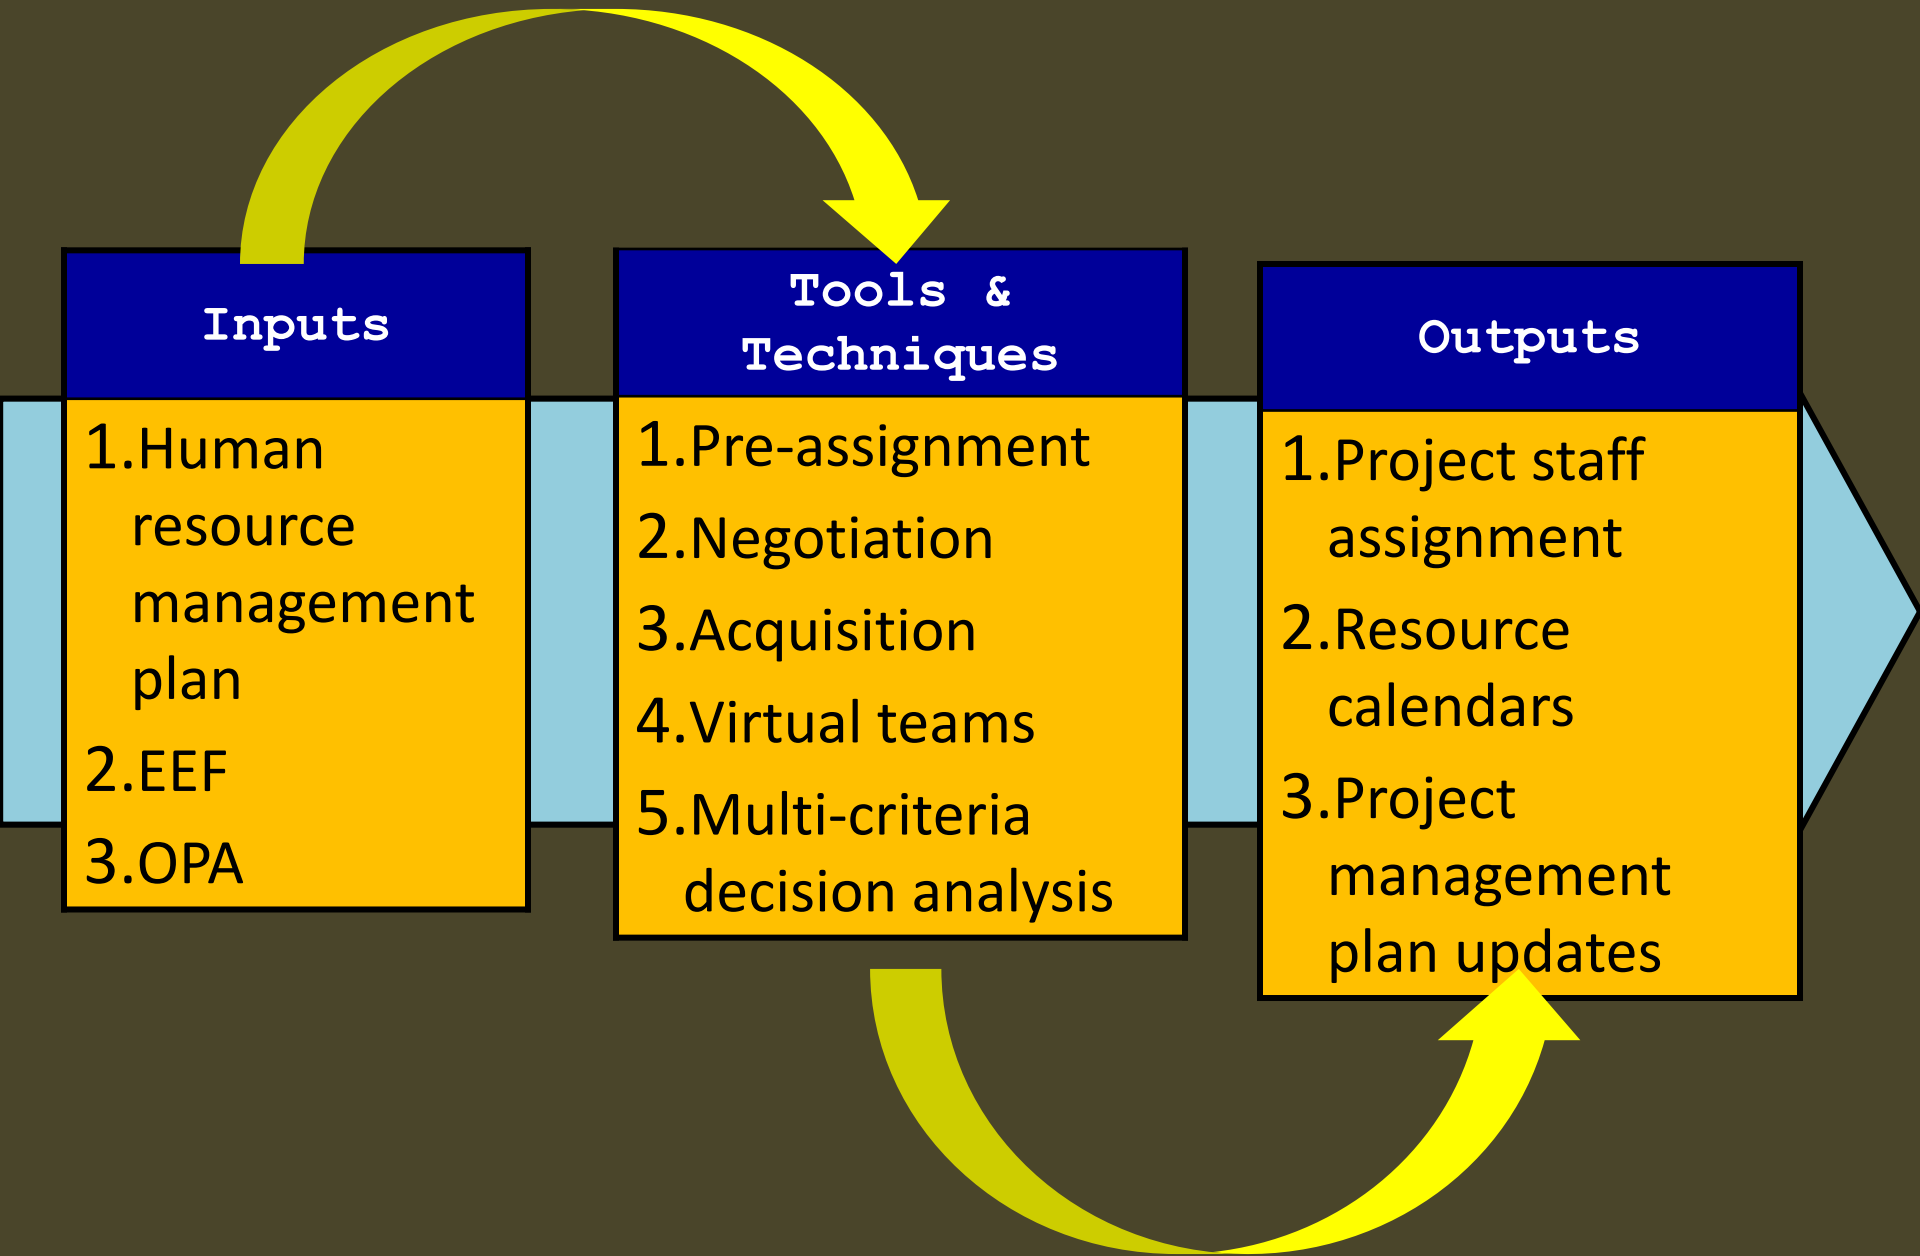 Inputs
1.Human
resource
management
plan
2.EEF
3.OPA
Tools &
Techniques
1.Pre-assignment
2.Negotiation
3.Acquisition
4.Virtual teams
5.Multi-criteria
decision analysis
Outputs
1.Project staff
assignment
2.Resource
calendars
3.Project
management
plan updates